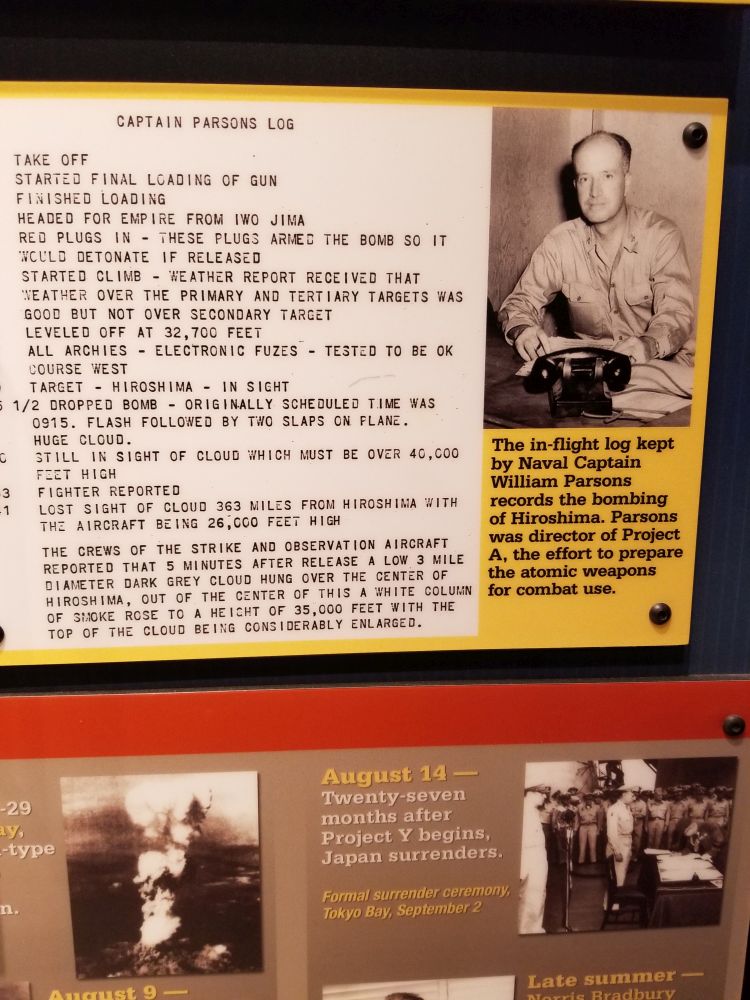 CAPTAIN PARSONS LOG
TAKE OFF
STARTED FINAL LOADING OF GUN
FINISHED LOADING
HEADED FOR EMPIRE FROM IWO JIMA
RED PLUGS IN - THESE PLUGS ARMED THE BOMB SO IT
WOULD DETONATE IF RELEASED
STARTED CLIMB - WEATHER REPORT RECEIVED THAT
WEATHER OVER THE PRIMARY AND TERTIARY TARGETS WAS
GOOD BUT NOT OVER SECONDARY TARGET
LEVELED OFF AT 32,700 FEET
ALL ARCHIES - ELECTRONIC FUZES - TESTED TO BE OK
COURSE WEST
TARGET - HIROSHIMA - IN SIGHT
1/2 DROPPED BOMB - ORIGINALLY SCHEDULED TIME WAS
0915. FLASH FOLLOWED BY TWO SLAPS ON PLANE.
HUGE CLOUD.
STILL IN SIGHT OF CLOUD WHICH MUST BE OVER 40,000
FEET HIGH
3 FIGHTER REPORTED
1 LOST SIGHT OF CLOUD 363 MILES FROM HIROSHIMA WITH
THE AIRCRAFT BEING 26,000 FEET HIGH
THE CREWS OF THE STRIKE AND OBSERVATION AIRCRAFT
REPORTED THAT 5 MINUTES AFTER RELEASE A LOW 3 MILE
DIAMETER DARK GREY CLOUD HUNG OVER THE CENTER OF
HIROSHIMA, OUT OF THE CENTER OF THIS A WHITE COLUMN
OF SMOKE ROSE TO A HEIGHT OF 35,000 FEET WITH THE
TOP OF THE CLOUD BEING CONSIDERABLY ENLARGED.
The in-flight log kept
by Naval Captain
William Parsons
records the bombing
of Hiroshima. Parsons
was director of Project
A, the effort to prepare
the atomic weapons
for combat use.
-29
ay,
-type
n.
August 9 —
August 14 —
Twenty-seven
months after
Project Y begins,
Japan surrenders.
Formal surrender ceremony,
Tokyo Bay, September 2
Late summer —
Norris Bradbury